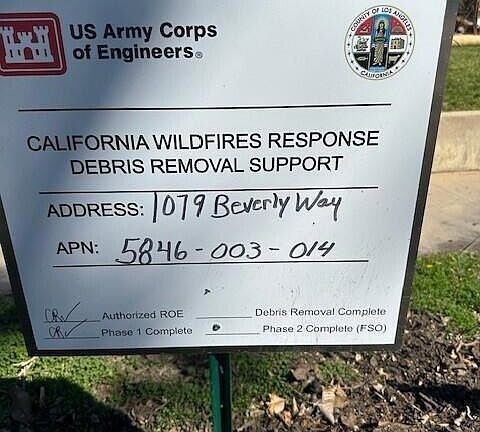 US Army Corps
of Engineers®
COUNTY OF LOS ANGELES
CALIFORNIA
CALIFORNIA WILDFIRES RESPONSE
DEBRIS REMOVAL SUPPORT
ADDRESS: 1079 Beverly Way
APN: 5846-003-014
Authorized ROE Debris Removal Complete
Phase 1 Complete Phase 2 Complete (FSO)